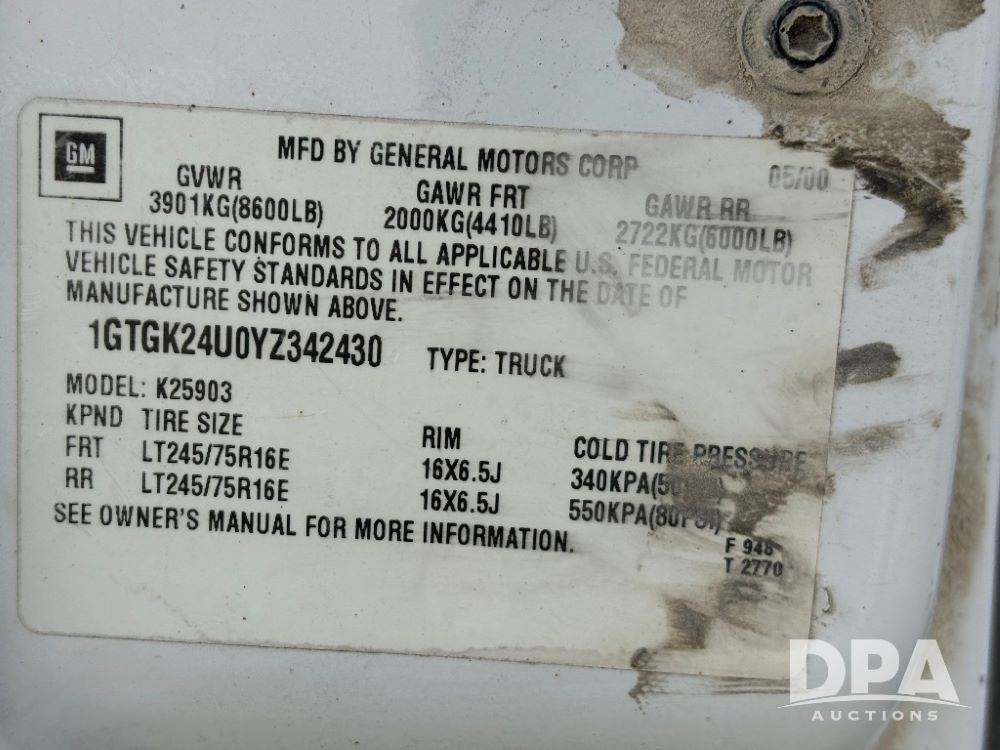 GM
MFD BY GENERAL MOTORS CORP 05/00
GVWR GAWR FRT GAWR RR
3901KG(8600LB) 2000KG(4410LB) 2722KG(6000LB)
THIS VEHICLE CONFORMS TO ALL APPLICABLE U.S. FEDERAL MOTOR
VEHICLE SAFETY STANDARDS IN EFFECT ON THE DATE OF
MANUFACTURE SHOWN ABOVE.
1GTGK24U0YZ342430 TYPE: TRUCK
MODEL: K25903
KPND TIRE SIZE RIM COLD TIRE PRESSURE
FRT LT245/75R16E 16X6.5J 340KPA(
RR LT245/75R16E 16X6.5J 550KPA(80PSI)
SEE OWNER'S MANUAL FOR MORE INFORMATION.
F 948
T 2770
DPA
AUCTIONS